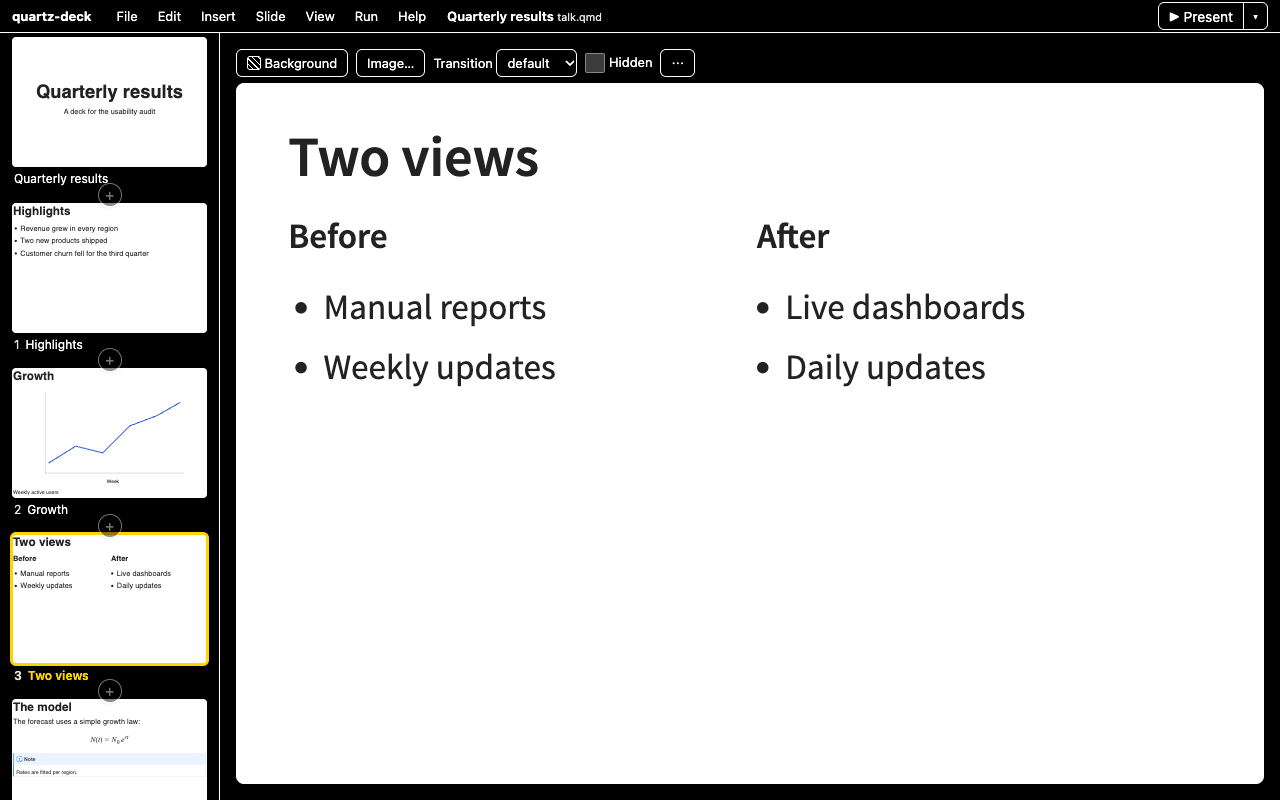 quartz-deck File Edit Insert Slide View Run Help Quarterly results talk.qmd ▶ Present ▾
Quarterly results
A deck for the usability audit
Quarterly results
+
Highlights
• Revenue grew in every region
• Two new products shipped
• Customer churn fell for the third quarter
1 Highlights
+
Growth
Week
Weekly active users
2 Growth
+
Two views
Before After
• Manual reports • Live dashboards
• Weekly updates • Daily updates
3 Two views
+
The model
The forecast uses a simple growth law:
N(t) = N₀ eʳᵗ
Note
Rates are fitted per region.
Background Image... Transition default Hidden ...
Two views
Before After
• Manual reports • Live dashboards
• Weekly updates • Daily updates